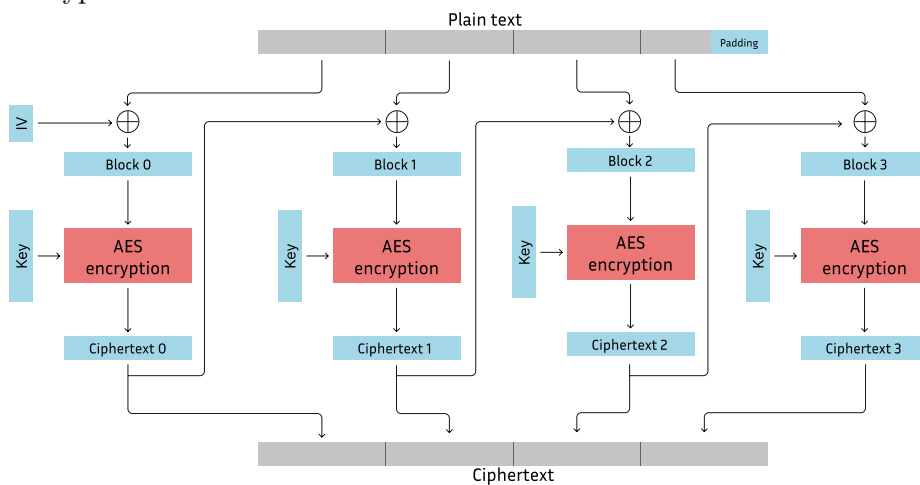 Plain text
Padding
IV
Block 0
Block 1
Block 2
Block 3
Key
AES
encryption
Key
AES
encryption
Key
AES
encryption
Key
AES
encryption
Ciphertext 0
Ciphertext 1
Ciphertext 2
Ciphertext 3
Ciphertext